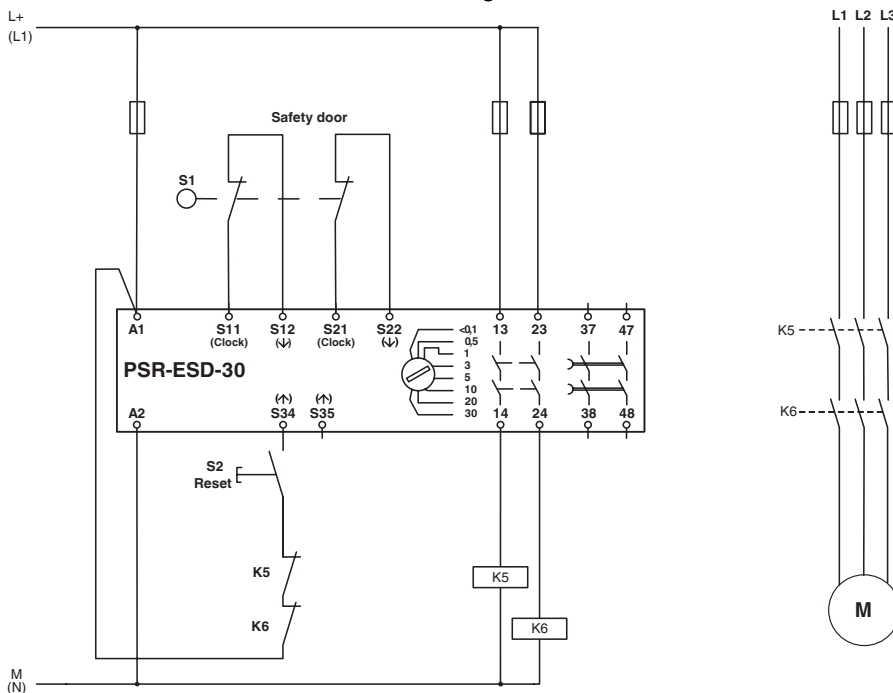 L+
(L1)
L1 L2 L3
Safety door
S1
A1 S11 S12 S21 S22 <0,1 13 23 37 47
(Clock) (↓) (Clock) (↓) 0,5
1
PSR-ESD-30 3
5
(↑) (↑) 10
20
A2 S34 S35 30 14 24 38 48
K5
K6
S2
Reset
K5
K5
K6
K6
M
M
(N)